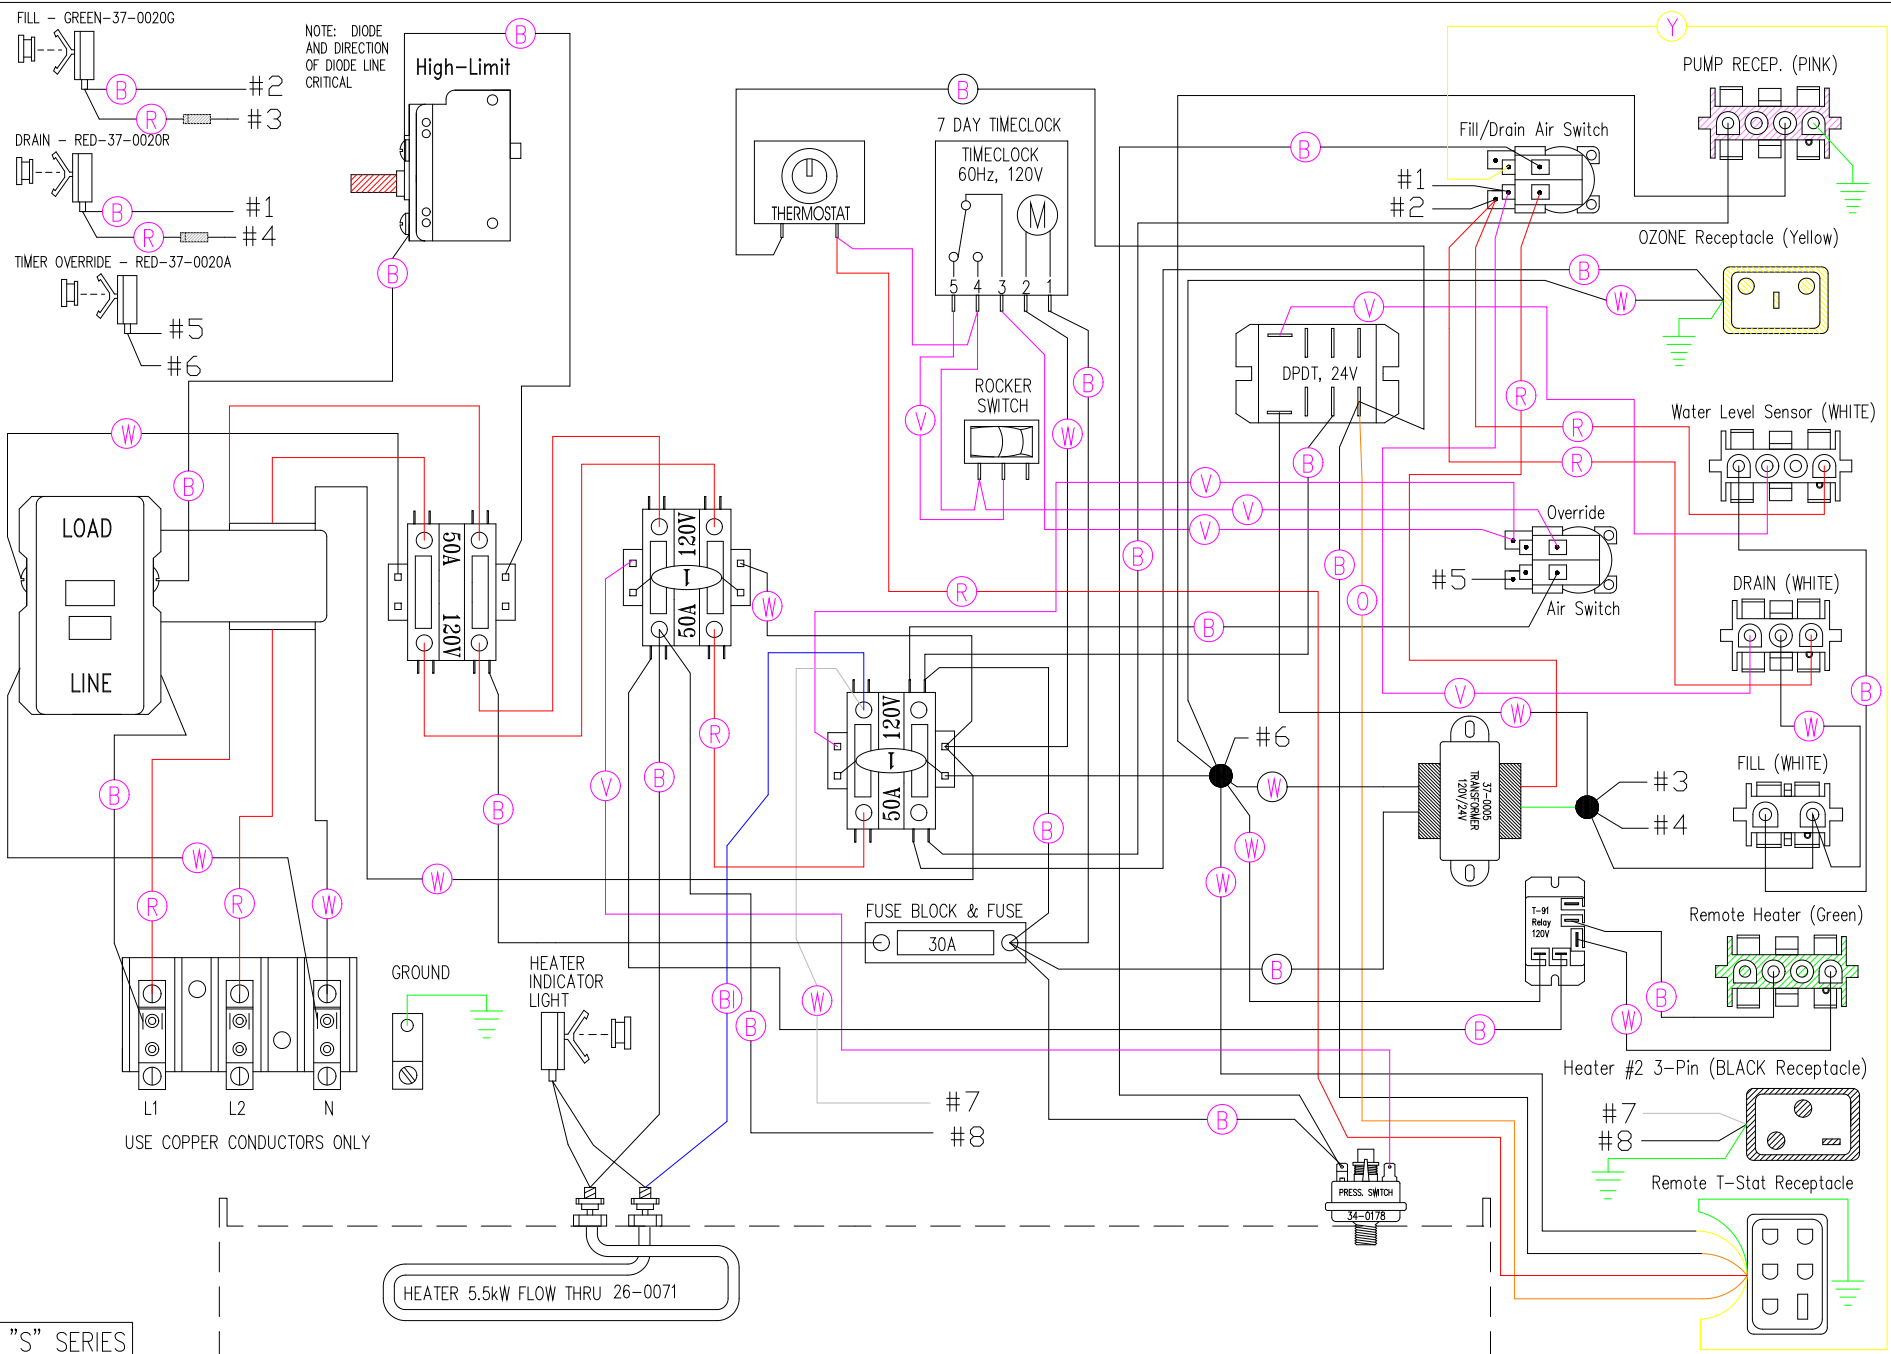 FILL - GREEN-37-0020G
B
#2
R
#3
DRAIN - RED-37-0020R
B
#1
R
#4
TIMER OVERRIDE - RED-37-0020A
#5
#6
NOTE: DIODE
AND DIRECTION
OF DIODE LINE
CRITICAL
High-Limit
B
B
B
W
LOAD
LINE
50A
120V
120V
1
50A
W
THERMOSTAT
B
7 DAY TIMECLOCK
TIMECLOCK
60Hz, 120V
M
5 4 3 2 1
ROCKER
SWITCH
V
B
W
B
Fill/Drain Air Switch
#1
#2
Y
PUMP RECEP. (PINK)
OZONE Receptacle (Yellow)
B
W
V
DPDT, 24V
R
R
R
B
Water Level Sensor (WHITE)
V
V
V
B
B
O
Override
#5
Air Switch
R
B
DRAIN (WHITE)
V
W
B
W
#6
W
37-0005
TRANSFORMER
120V/24V
#3
#4
FILL (WHITE)
120V
1
50A
R
V
B
B
B
B
W
R
R
W
W
W
W
T-91
Relay
120V
Remote Heater (Green)
B
W
FUSE BLOCK & FUSE
30A
B
B
GROUND
HEATER
INDICATOR
LIGHT
Bl
B
W
#7
#8
L1
L2
N
USE COPPER CONDUCTORS ONLY
B
Heater #2 3-Pin (BLACK Receptacle)
#7
#8
PRESS. SWITCH
34-0178
Remote T-Stat Receptacle
HEATER 5.5kW FLOW THRU 26-0071
"S" SERIES